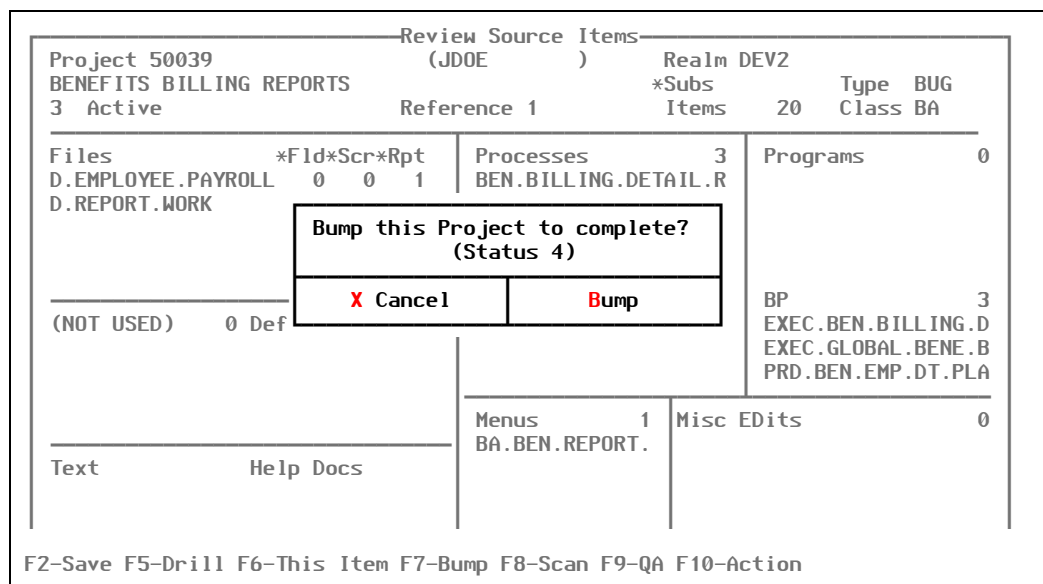 Review Source Items
Project 50039 (JDOE ) Realm DEV2
BENEFITS BILLING REPORTS *Subs Type BUG
3 Active Reference 1 Items 20 Class BA
Files *Fld*Scr*Rpt Processes 3 Programs 0
D.EMPLOYEE.PAYROLL 0 0 1 BEN.BILLING.DETAIL.R
D.REPORT.WORK
Bump this Project to complete?
(Status 4)
X Cancel Bump
BP 3
(NOT USED) 0 Def EXEC.BEN.BILLING.D
EXEC.GLOBAL.BENE.B
PRD.BEN.EMP.DT.PLA
Menus 1 Misc EDits 0
BA.BEN.REPORT.
Text Help Docs
F2-Save F5-Drill F6-This Item F7-Bump F8-Scan F9-QA F10-Action